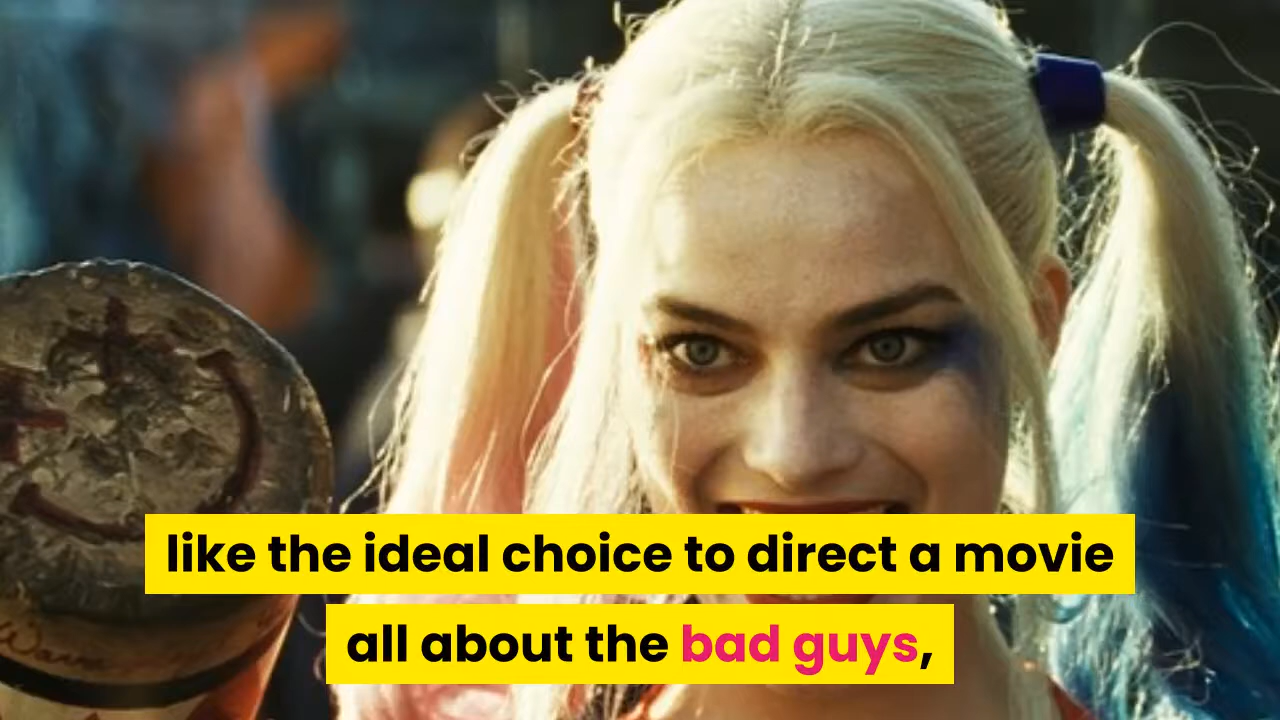 like the ideal choice to direct a movie
all about the bad guys,